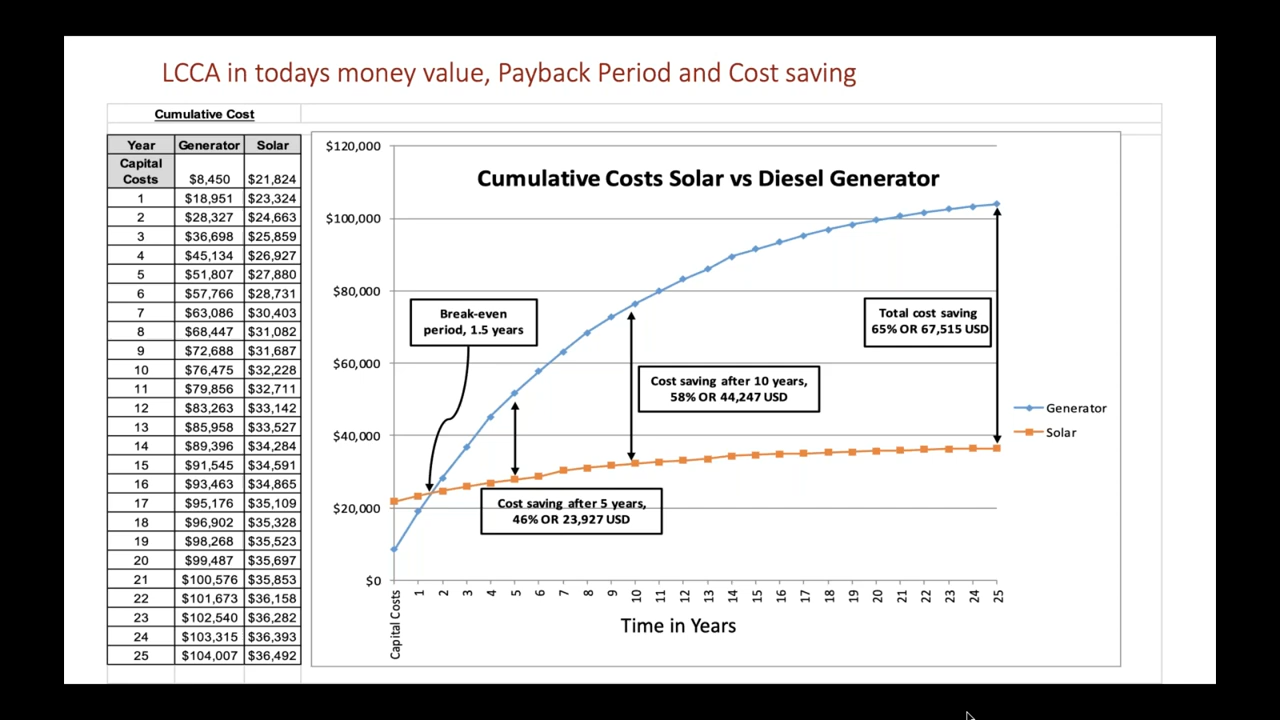 LCCA in todays money value, Payback Period and Cost saving
Cumulative Cost
Year Generator Solar
Capital Costs $8,450 $21,824
1 $18,951 $23,324
2 $28,327 $24,663
3 $36,698 $25,859
4 $45,134 $26,927
5 $51,807 $27,880
6 $57,766 $28,731
7 $63,086 $30,403
8 $68,447 $31,082
9 $72,688 $31,687
10 $76,475 $32,228
11 $79,856 $32,711
12 $83,263 $33,142
13 $85,958 $33,527
14 $89,396 $34,284
15 $91,545 $34,591
16 $93,463 $34,865
17 $95,176 $35,109
18 $96,902 $35,328
19 $98,268 $35,523
20 $99,487 $35,697
21 $100,576 $35,853
22 $101,673 $36,158
23 $102,540 $36,282
24 $103,315 $36,393
25 $104,007 $36,492
Cumulative Costs Solar vs Diesel Generator
$120,000
$100,000
$80,000
$60,000
$40,000
$20,000
$0
Break-even
period, 1.5 years
Total cost saving
65% OR 67,515 USD
Cost saving after 10 years,
58% OR 44,247 USD
Cost saving after 5 years,
46% OR 23,927 USD
Generator
Solar
Capital Costs 1 2 3 4 5 6 7 8 9 10 11 12 13 14 15 16 17 18 19 20 21 22 23 24 25
Time in Years